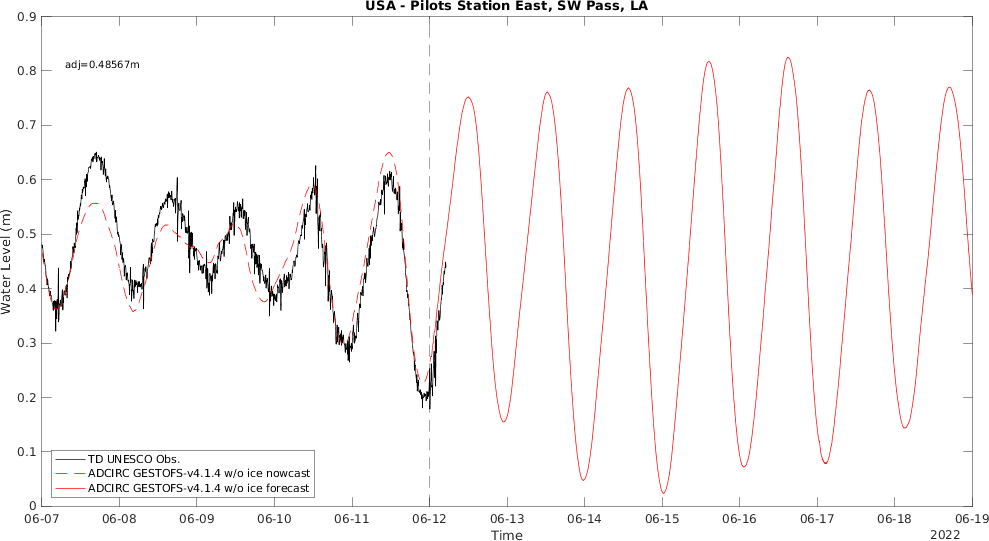 USA - Pilots Station East, SW Pass, LA
0.9
adj=0.48567m
0.8
0.7
0.6
0.5
Water Level (m)
0.4
0.3
0.2
0.1
TD UNESCO Obs.
ADCIRC GESTOFS-v4.1.4 w/o ice nowcast
ADCIRC GESTOFS-v4.1.4 w/o ice forecast
0
06-07 06-08 06-09 06-10 06-11 06-12 06-13 06-14 06-15 06-16 06-17 06-18 06-19
Time
2022